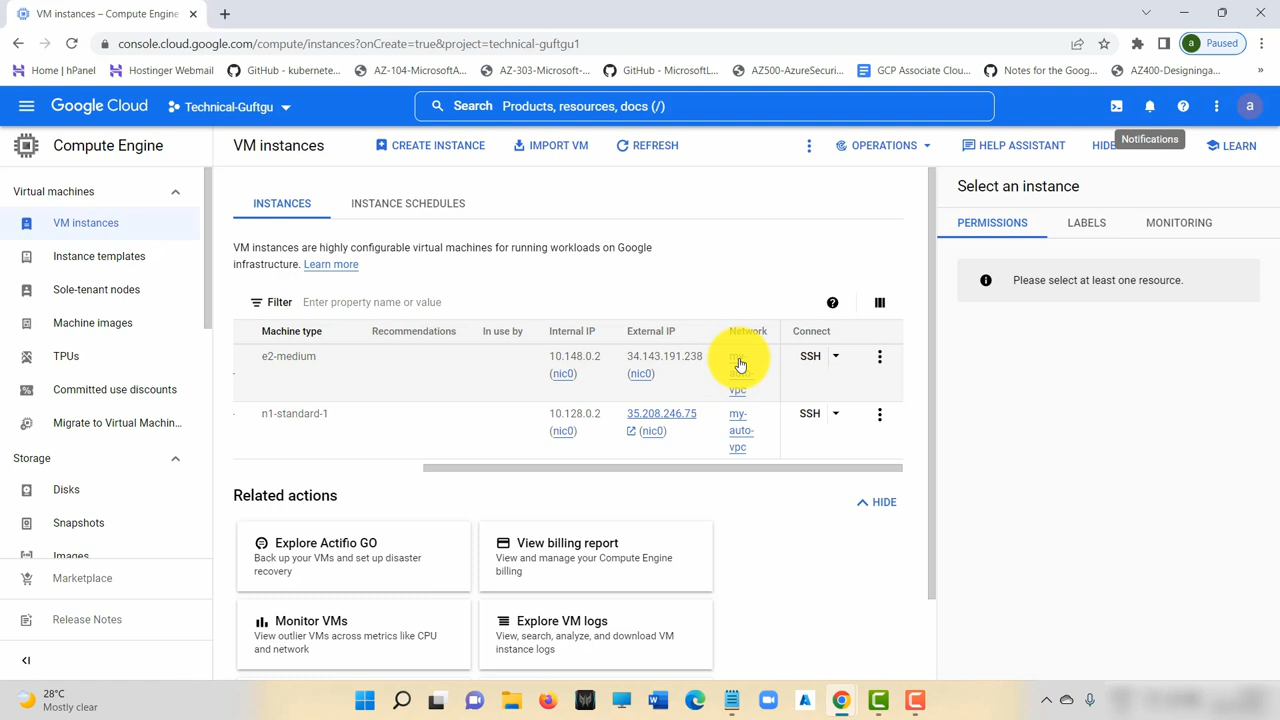 VM instances – Compute Engine
console.cloud.google.com/compute/instances?onCreate=true&project=technical-guftgu1
Paused
Home | hPanel
Hostinger Webmail
GitHub - kubernete...
AZ-104-MicrosoftA...
AZ-303-Microsoft-...
GitHub - MicrosoftL...
AZ500-AzureSecuri...
GCP Associate Clou...
Notes for the Goog...
AZ400-Designinga...
»
Google Cloud
Technical-Guftgu
Search Products, resources, docs (/)
a
Compute Engine
VM instances
CREATE INSTANCE
IMPORT VM
REFRESH
OPERATIONS
HELP ASSISTANT
HIDE
Notifications
LEARN
Virtual machines
VM instances
Instance templates
Sole-tenant nodes
Machine images
TPUs
Committed use discounts
Migrate to Virtual Machin...
Storage
Disks
Snapshots
Images
Marketplace
Release Notes
INSTANCES
INSTANCE SCHEDULES
VM instances are highly configurable virtual machines for running workloads on Google
infrastructure. Learn more
Filter Enter property name or value
Machine type Recommendations In use by Internal IP External IP Network Connect
e2-medium 10.148.0.2 34.143.191.238 my- SSH
(nic0) (nic0) auto-
vpc
n1-standard-1 10.128.0.2 35.208.246.75 my- SSH
(nic0) (nic0) auto-
vpc
Related actions
HIDE
Explore Actifio GO
Back up your VMs and set up disaster
recovery
View billing report
View and manage your Compute Engine
billing
Monitor VMs
View outlier VMs across metrics like CPU
and network
Explore VM logs
View, search, analyze, and download VM
instance logs
Select an instance
PERMISSIONS
LABELS
MONITORING
Please select at least one resource.
28°C
Mostly clear